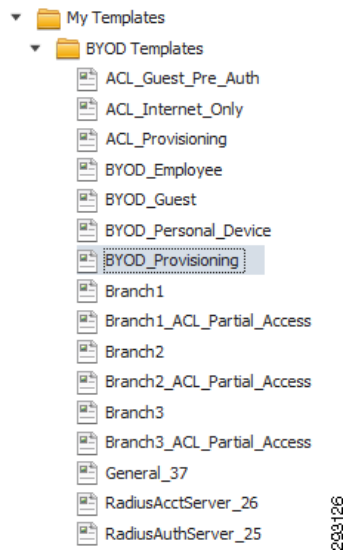 My Templates
BYOD Templates
ACL_Guest_Pre_Auth
ACL_Internet_Only
ACL_Provisioning
BYOD_Employee
BYOD_Guest
BYOD_Personal_Device
BYOD_Provisioning
Branch1
Branch1_ACL_Partial_Access
Branch2
Branch2_ACL_Partial_Access
Branch3
Branch3_ACL_Partial_Access
General_37
RadiusAcctServer_26
RadiusAuthServer_25
293126